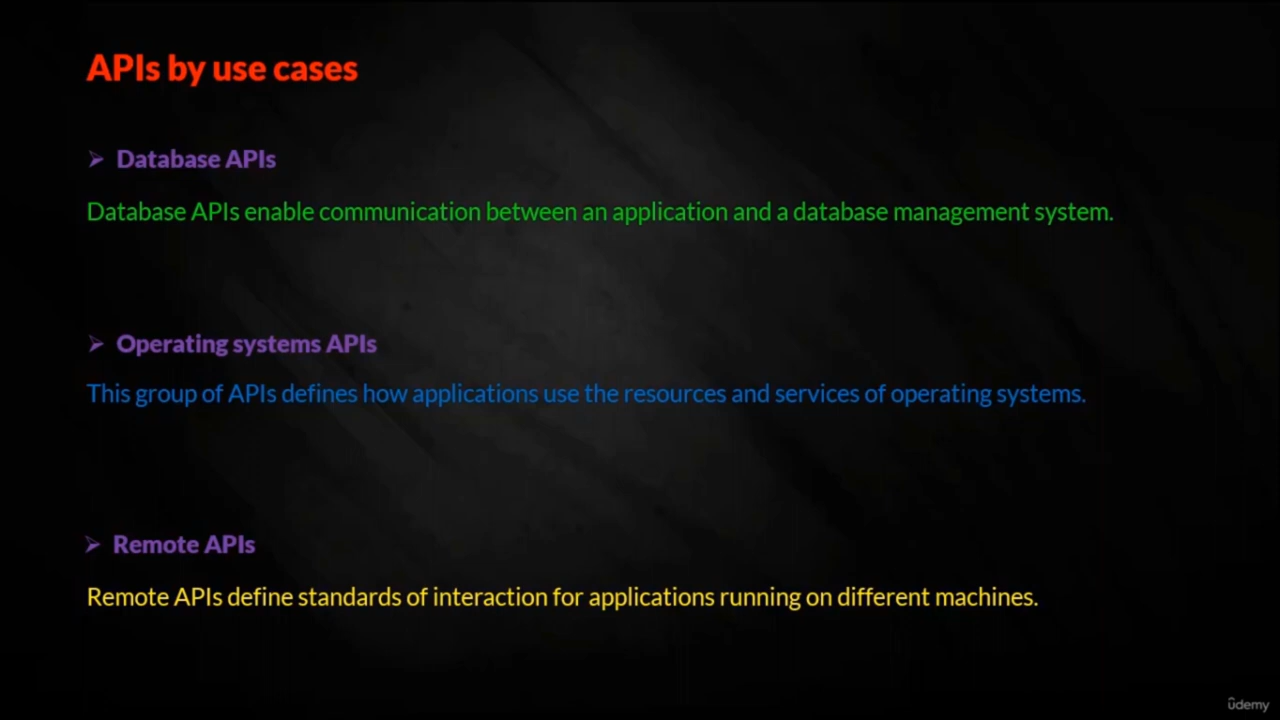 APIs by use cases
➢ Database APIs
Database APIs enable communication between an application and a database management system.
➢ Operating systems APIs
This group of APIs defines how applications use the resources and services of operating systems.
➢ Remote APIs
Remote APIs define standards of interaction for applications running on different machines.
ûdemy